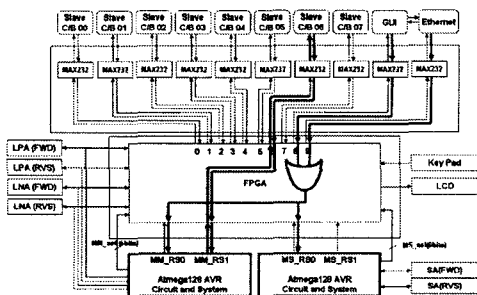 Slave C/B 00 Slave C/B 01 Slave C/B 02 Slave C/B 03 Slave C/B 04 Slave C/B 05 Slave C/B 06 Slave C/B 07 GUI Ethernet
MAX232 MAX232 MAX232 MAX232 MAX232 MAX232 MAX232 MAX232 MAX232 MAX232
0 1 2 3 4 5 7 8 9
LPA (FWD)
LPA (RVS)
LNA (FWD)
LNA (RVS)
FPGA
Key Pad
LCD
MM_RS0 MM_RS1
MS_RS0 MS_RS1
Atmega128 AVR
Circuit and System
Atmega128 AVR
Circuit and System
SA(FWD)
SA(RVS)